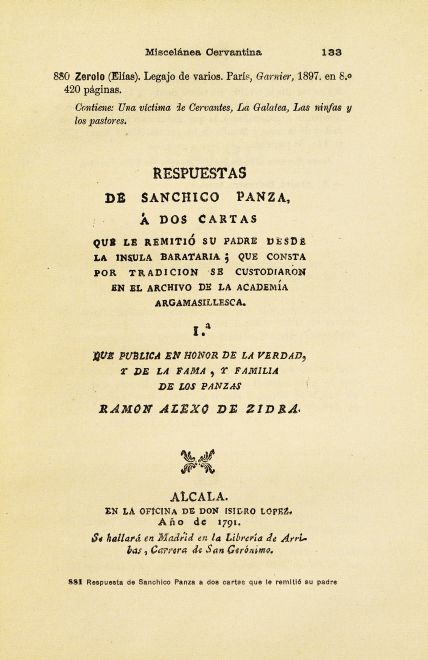 Miscelánea Cervantina 133
880 Zerolo (Elías). Legajo de varios. París, Garnier, 1897. en 8.º
420 páginas.
Contiene: Una víctima de Cervantes, La Galatea, Las ninfas y
los pastores.
RESPUESTAS
DE SANCHICO PANZA,
Á DOS CARTAS
QUE LE REMITIÓ SU PADRE DESDE
LA INSULA BARATARIA; QUE CONSTA
POR TRADICION SE CUSTODIARON
EN EL ARCHIVO DE LA ACADEMÍA
ARGAMASILLESCA.
I.ª
QUE PUBLICA EN HONOR DE LA VERDAD,
Y DE LA FAMA, Y FAMILIA
DE LOS PANZAS
RAMON ALEXO DE ZIDRA.
ALCALA.
EN LA OFICINA DE DON ISIDRO LOPEZ.
Año de 1791.
Se hallará en Madrid en la Librería de Arri-
bas, Carrera de San Gerónimo.
881 Respuesta de Sanchico Panza a dos cartas que le remitió su padre